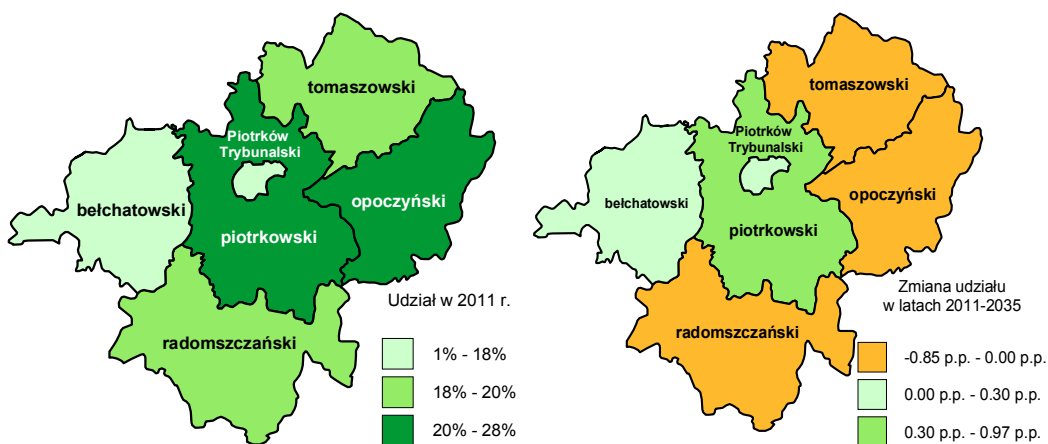 tomaszowski
Piotrków
Trybunalski
bełchatowski
opoczyński
piotrkowski
radomszczański
Udział w 2011 r.
1% - 18%
18% - 20%
20% - 28%
tomaszowski
Piotrków
Trybunalski
bełchatowski
opoczyński
piotrkowski
radomszczański
Zmiana udziału
w latach 2011-2035
-0.85 p.p. - 0.00 p.p.
0.00 p.p. - 0.30 p.p.
0.30 p.p. - 0.97 p.p.